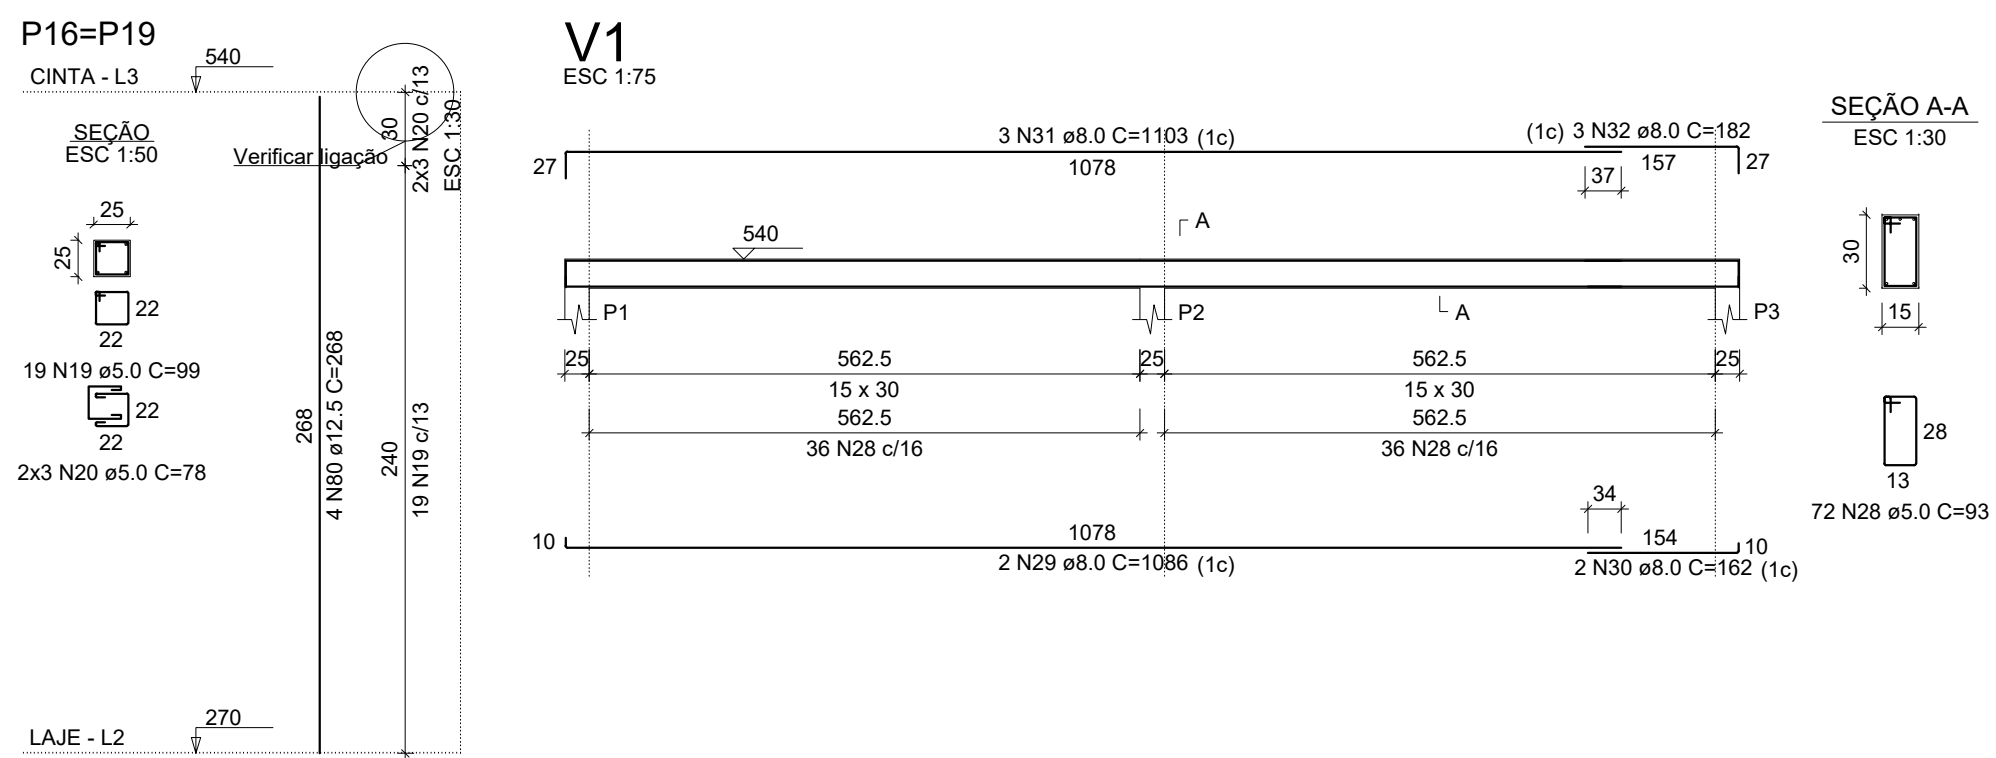 P16=P19
540
CINTA - L3
SEÇÃO
ESC 1:50
Verificar ligação
30
2x3 N20 c/13
ESC 1:30
25
25
22
22
19 N19 ø5.0 C=99
22
22
2x3 N20 ø5.0 C=78
268
4 N80 ø12.5 C=268
240
19 N19 c/13
270
LAJE - L2
V1
ESC 1:75
3 N31 ø8.0 C=1103 (1c)
(1c) 3 N32 ø8.0 C=182
27
1078
37
157
27
A
540
P1
P2
A
P3
25
562.5
25
562.5
25
15 x 30
15 x 30
562.5
562.5
36 N28 c/16
36 N28 c/16
34
10
1078
154
10
2 N29 ø8.0 C=1086 (1c)
2 N30 ø8.0 C=162 (1c)
SEÇÃO A-A
ESC 1:30
30
15
28
13
72 N28 ø5.0 C=93